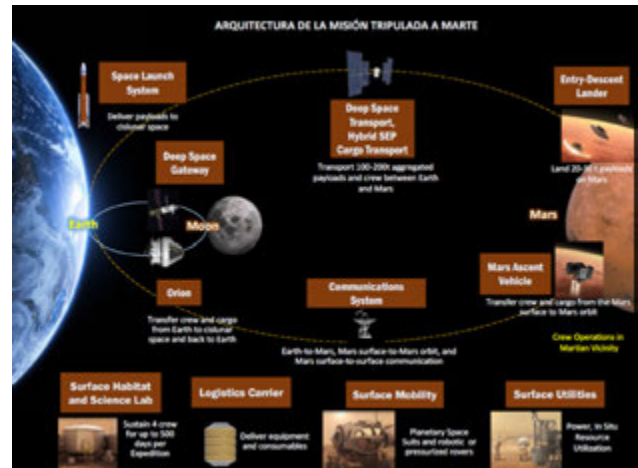 ARQUITECTURA DE LA MISIÓN TRIPULADA A MARTE
Space Launch
System
Deliver payloads to
cislunar space
Deep Space
Transport,
Hybrid SEP
Cargo Transport
Transport 100-200t aggregated
payloads and crew between Earth
and Mars
Entry-Descent
Lander
Land 20-30 t payloads
on Mars
Deep Space
Gateway
Earth
Moon
Mars
Orion
Transfer crew and cargo
from Earth to cislunar
space and back to Earth
Communications
System
Earth-to-Mars, Mars surface-to-Mars orbit, and
Mars surface-to-surface communication
Mars Ascent
Vehicle
Transfer crew and cargo from the Mars
surface to Mars orbit
Crew Operations in
Martian Vicinity
Surface Habitat
and Science Lab
Sustain 4 crew
for up to 500
days per
Expedition
Logistics Carrier
Deliver equipment
and consumables
Surface Mobility
Planetary Space
Suits and robotic or
pressurized rovers
Surface Utilities
Power, In Situ
Resource
Utilization